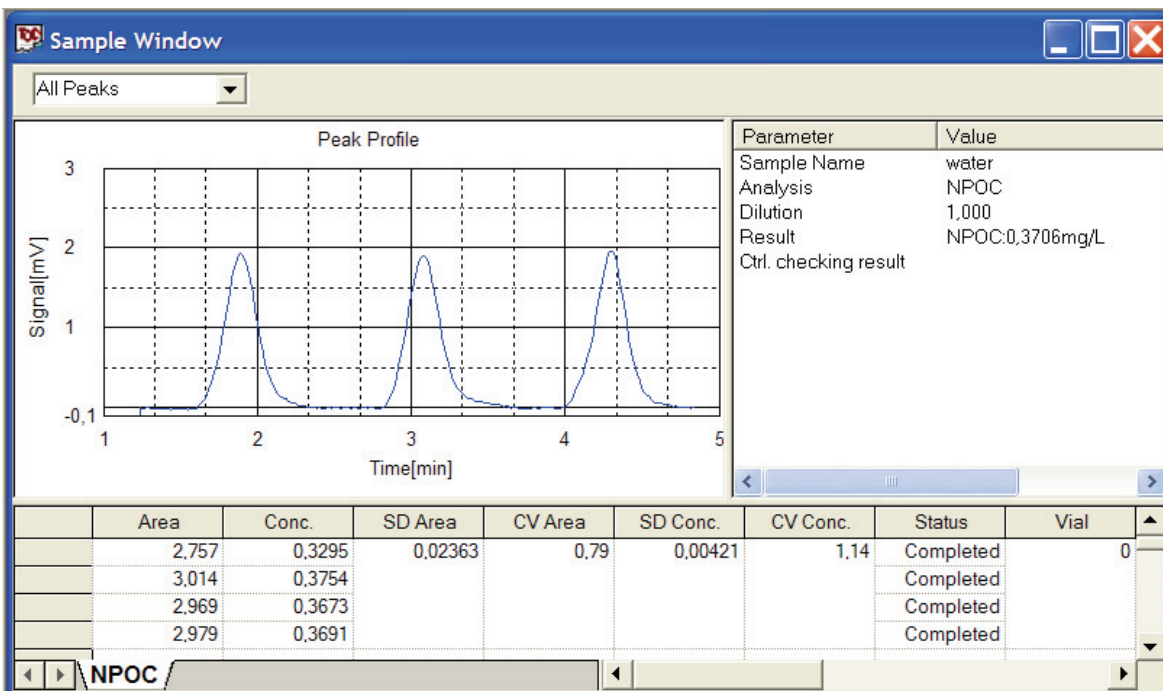 Sample Window
All Peaks
Peak Profile
3
2
1
-0,1
Signal[mV]
1 2 3 4 5
Time[min]
Parameter Value
Sample Name water
Analysis NPOC
Dilution 1,000
Result NPOC:0,3706mg/L
Ctrl. checking result
Area Conc. SD Area CV Area SD Conc. CV Conc. Status Vial
2,757 0,3295 0,02363 0,79 0,00421 1,14 Completed 0
3,014 0,3754 Completed
2,969 0,3673 Completed
2,979 0,3691 Completed
NPOC